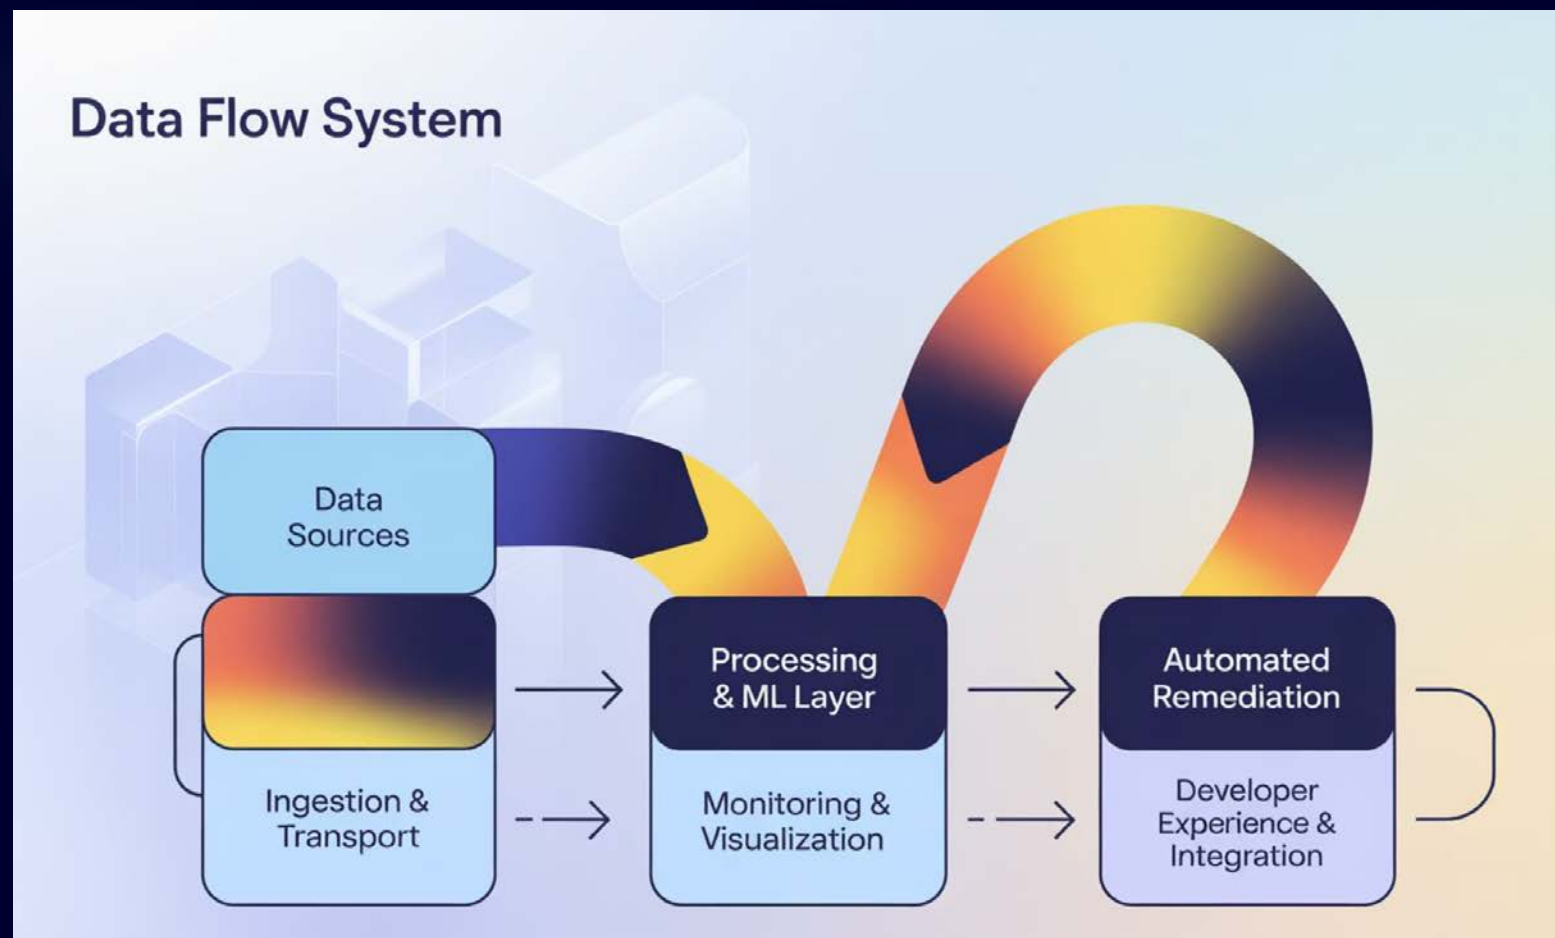 Data Flow System
Data
Sources
Processing
& ML Layer
Automated
Remediation
Ingestion &
Transport
Monitoring &
Visualization
Developer
Experience &
Integration